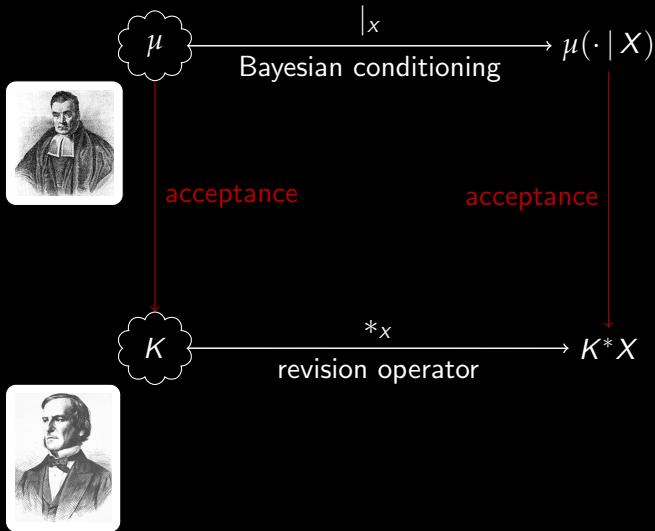 |x
μ
μ(· | X)
Bayesian conditioning
acceptance
acceptance
*x
K
K*X
revision operator